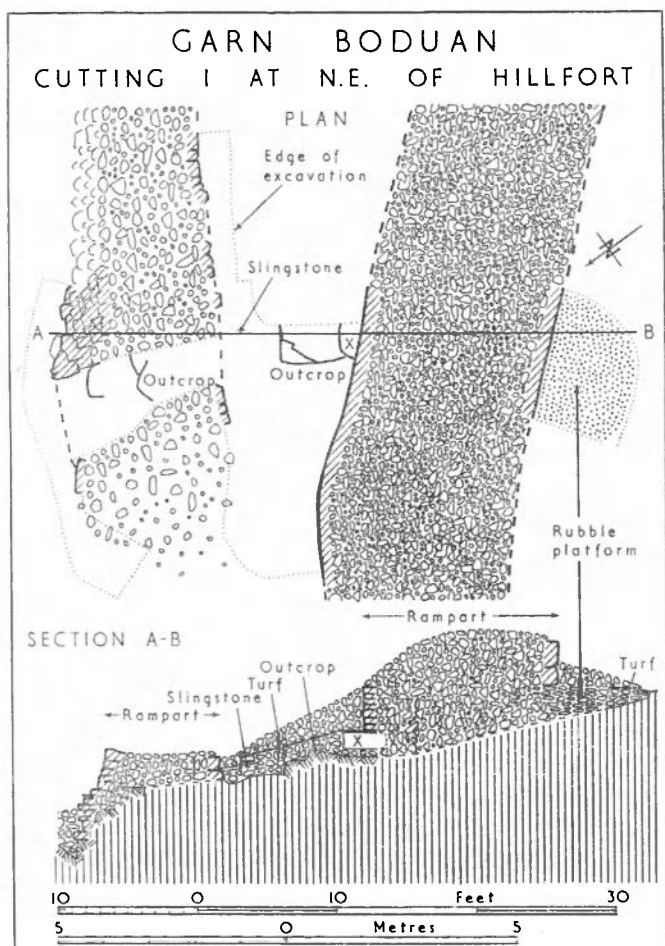 GARN BODUAN
CUTTING I AT N.E. OF HILLFORT
PLAN
Edge of
excavation
Slingstone
A
X
B
Outcrop
Outcrop
Rubble
platform
Rampart
SECTION A-B
Outcrop
Turf
Turf
Slingstone
Rampart
X
10 0 10 Feet 30
5 0 Metres 5